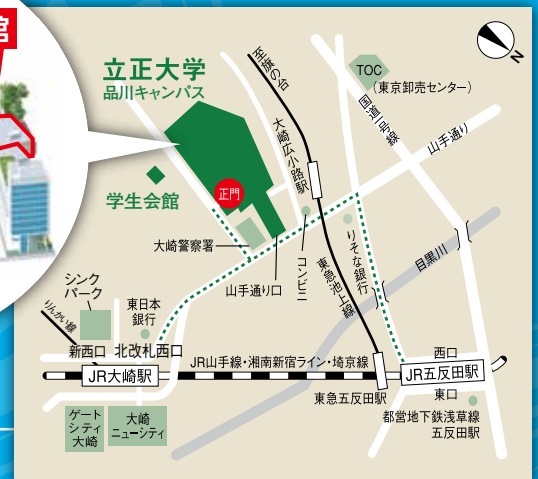 館
N
TOC
(東京卸売センター)
至旗の台
国道一号線
立正大学
品川キャンパス
大崎広小路駅
山手通り
学生会館
正門
大崎警察署
山手通り口
コンビニ
りそな銀行
東急池上線
目黒川
シンク
パーク
りんかい線
東日本
銀行
新西口
北改札西口
JR大崎駅
JR山手線・湘南新宿ライン・埼京線
西口
JR五反田駅
東急五反田駅
東口
ゲート
シティ
大崎
大崎
ニューシティ
都営地下鉄浅草線
五反田駅